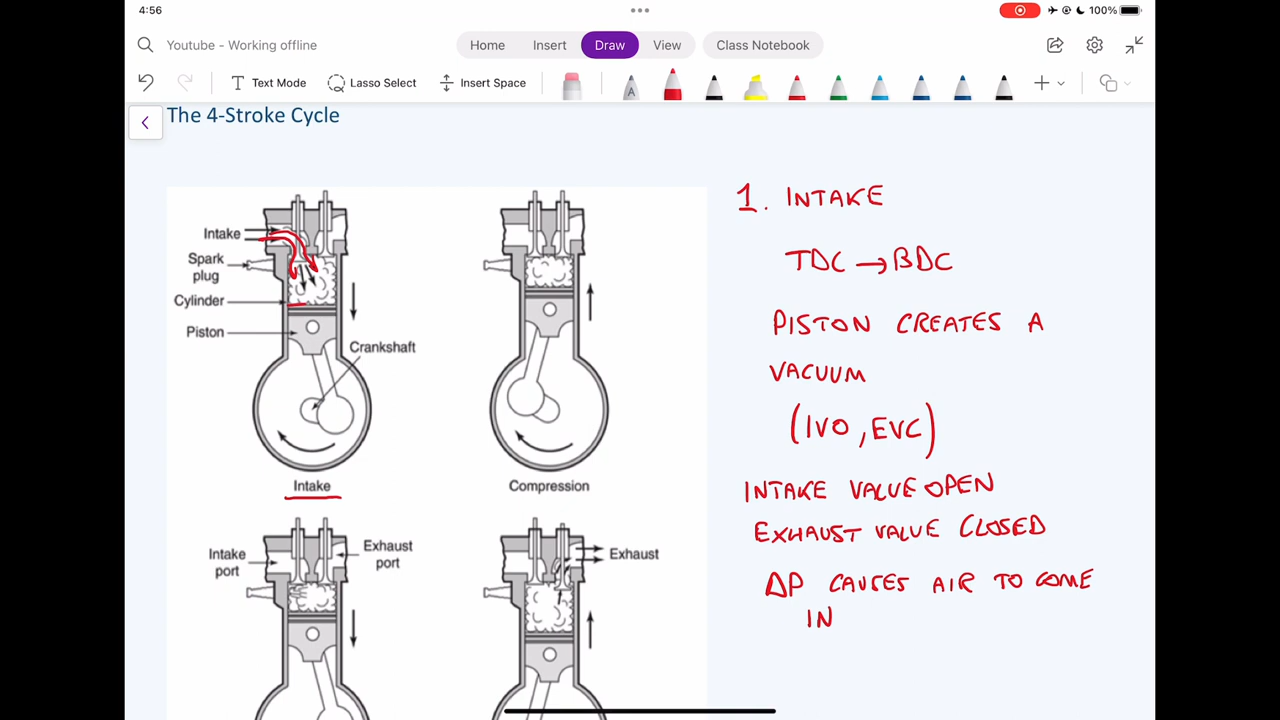 4:56
100%
Youtube - Working offline
Home Insert Draw View Class Notebook
T Text Mode Lasso Select Insert Space
A
The 4-Stroke Cycle
Intake
Spark
plug
Cylinder
Piston
Crankshaft
Intake
Compression
Intake
port
Exhaust
port
Exhaust
1. INTAKE
TDC → BDC
PISTON CREATES A
VACUUM
(IVO, EVC)
INTAKE VALVE OPEN
EXHAUST VALVE CLOSED
ΔP CAUSES AIR TO COME
IN